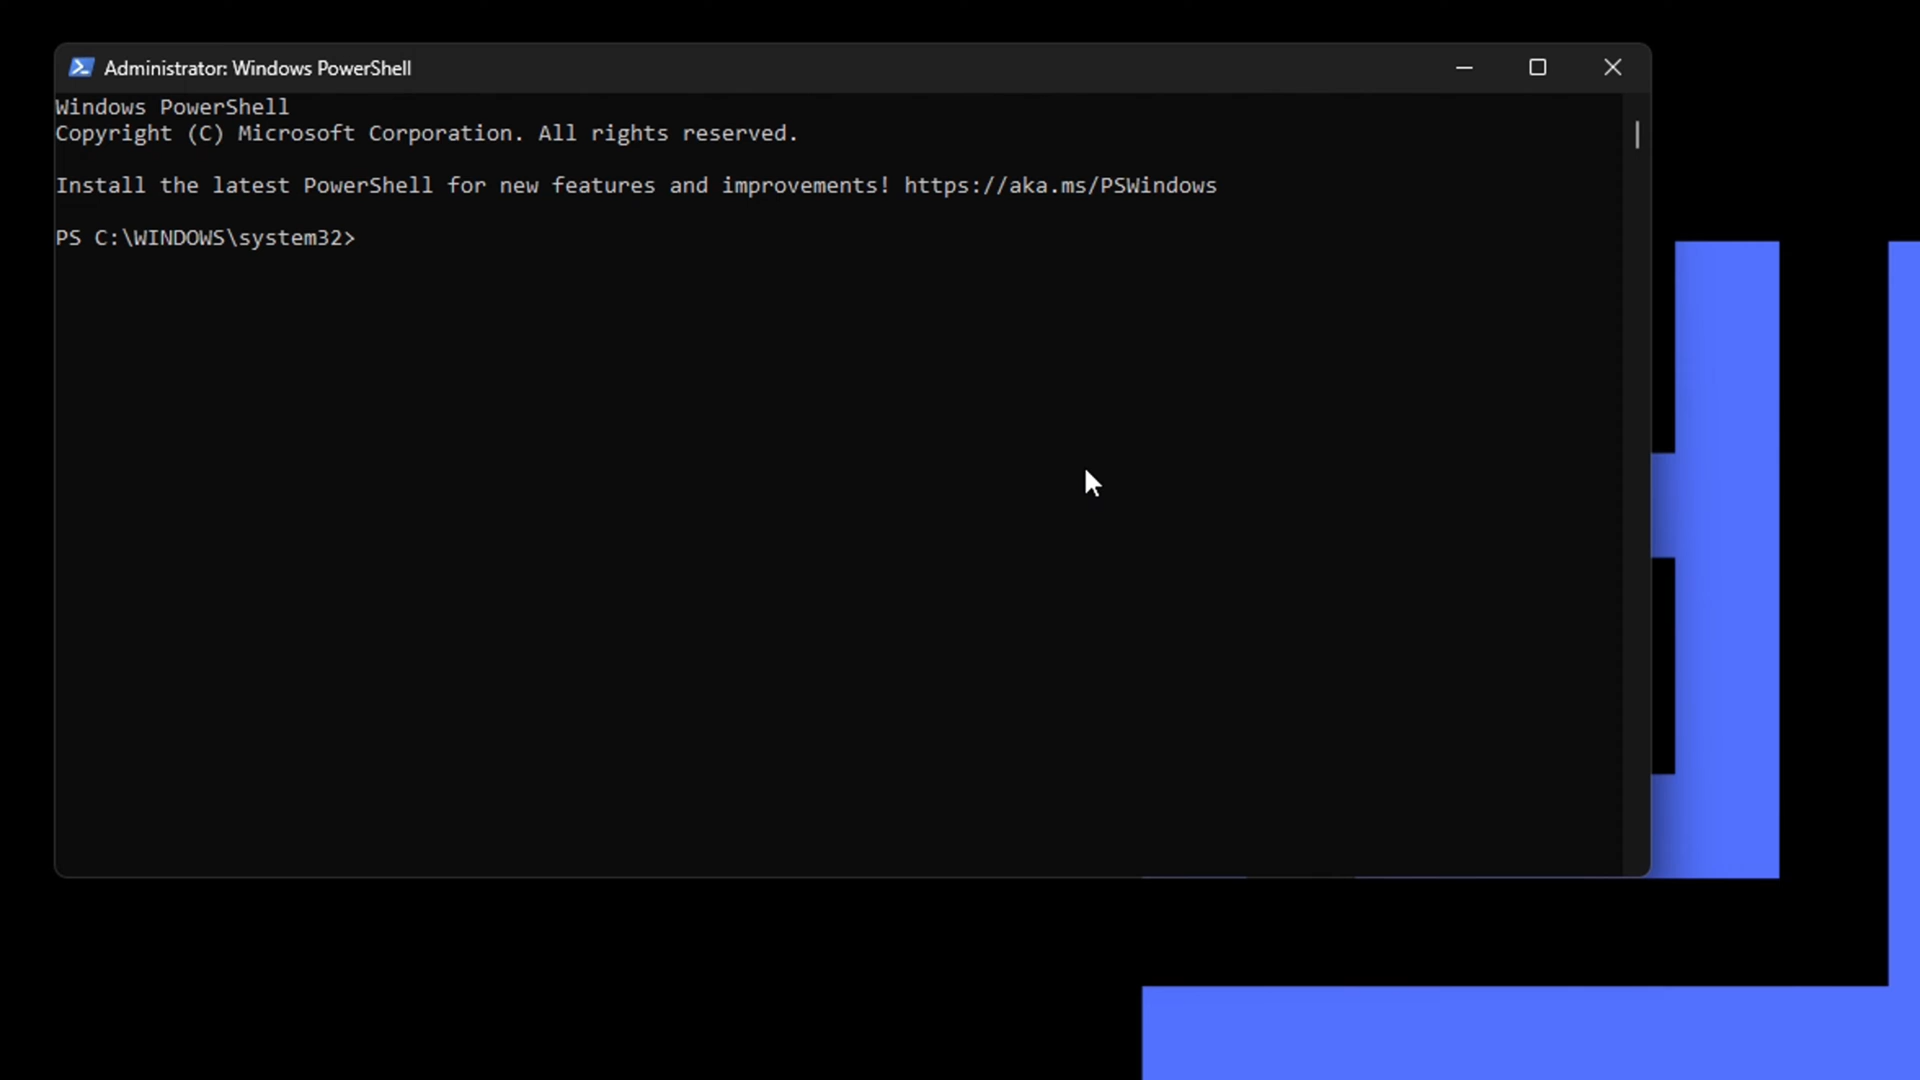 Administrator: Windows PowerShell
Windows PowerShell
Copyright (C) Microsoft Corporation. All rights reserved.
Install the latest PowerShell for new features and improvements! https://aka.ms/PSWindows
PS C:\WINDOWS\system32>